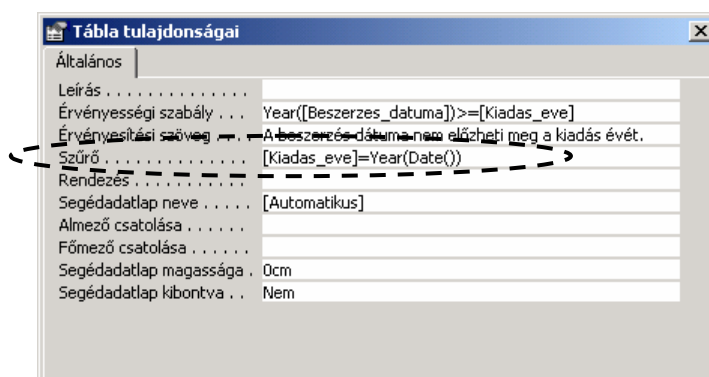 Tábla tulajdonságai
Általános
Leírás . . . . . . . . . . . . . .
Érvényességi szabály . . . Year([Beszerzes_datuma])>=[Kiadas_eve]
Érvényesítési szöveg . . . . A beszerzés dátuma nem előzheti meg a kiadás évét.
Szűrő . . . . . . . . . . . . . . [Kiadas_eve]=Year(Date())
Rendezés . . . . . . . . . . .
Segédadatlap neve . . . . . [Automatikus]
Almező csatolása . . . . . .
Főmező csatolása . . . . . .
Segédadatlap magassága . 0cm
Segédadatlap kibontva . . Nem